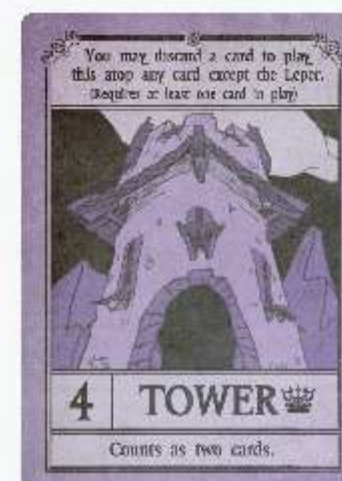 You may discard a card to play
this atop any card except the Leper.
(Requires at least one card in play)
4 TOWER
Counts as two cards.